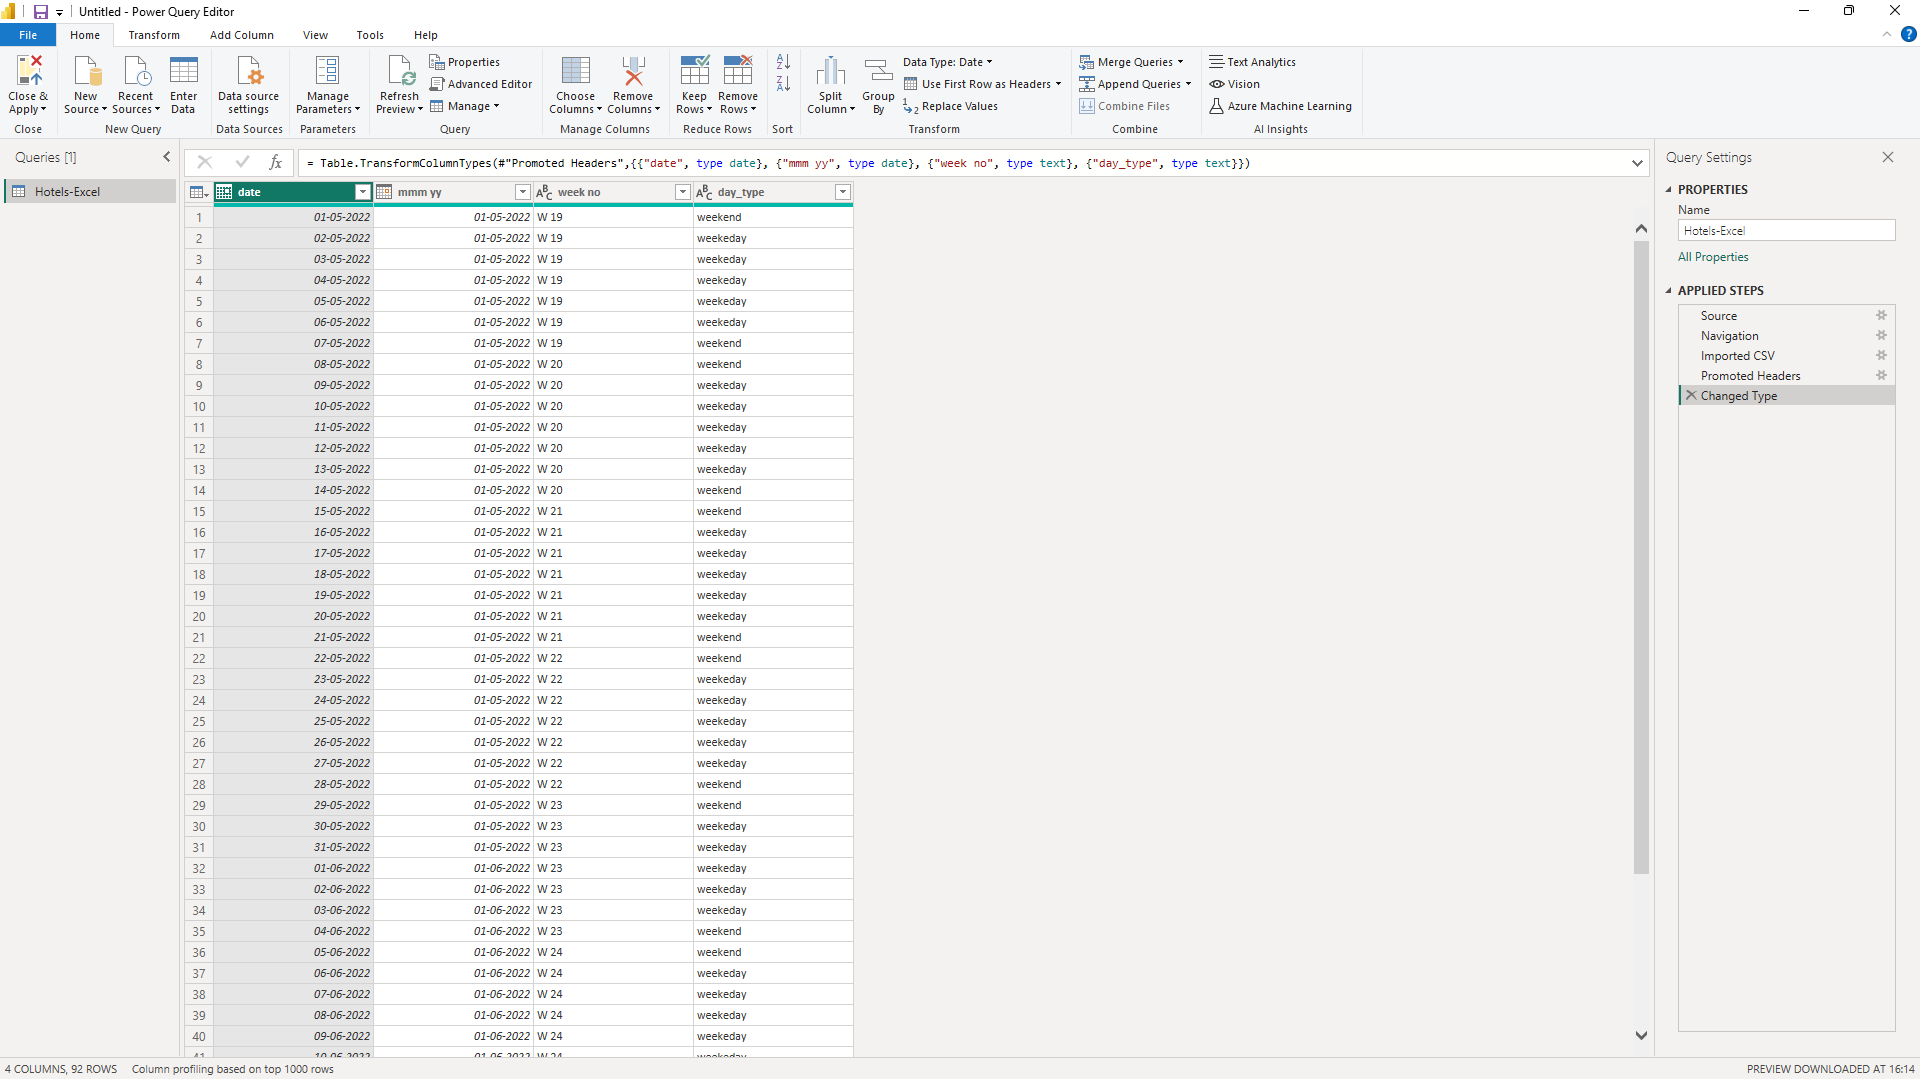 Untitled - Power Query Editor
File Home Transform Add Column View Tools Help
Close & Apply
New Source
Recent Sources
Enter Data
Data source settings
Manage Parameters
Refresh Preview
Properties
Advanced Editor
Manage
Choose Columns
Remove Columns
Keep Rows
Remove Rows
Split Column
Group By
Data Type: Date
Use First Row as Headers
Replace Values
Merge Queries
Append Queries
Combine Files
Text Analytics
Vision
Azure Machine Learning
Close New Query Data Sources Parameters Query Manage Columns Reduce Rows Sort Transform Combine AI Insights
Queries [1]
Hotels-Excel
= Table.TransformColumnTypes(#"Promoted Headers",{{"date", type date}, {"mmm yy", type date}, {"week no", type text}, {"day_type", type text}})
date mmm yy week no day_type
1 01-05-2022 01-05-2022 W 19 weekend
2 02-05-2022 01-05-2022 W 19 weekeday
3 03-05-2022 01-05-2022 W 19 weekeday
4 04-05-2022 01-05-2022 W 19 weekeday
5 05-05-2022 01-05-2022 W 19 weekeday
6 06-05-2022 01-05-2022 W 19 weekeday
7 07-05-2022 01-05-2022 W 19 weekend
8 08-05-2022 01-05-2022 W 20 weekend
9 09-05-2022 01-05-2022 W 20 weekeday
10 10-05-2022 01-05-2022 W 20 weekeday
11 11-05-2022 01-05-2022 W 20 weekeday
12 12-05-2022 01-05-2022 W 20 weekeday
13 13-05-2022 01-05-2022 W 20 weekeday
14 14-05-2022 01-05-2022 W 20 weekend
15 15-05-2022 01-05-2022 W 21 weekend
16 16-05-2022 01-05-2022 W 21 weekeday
17 17-05-2022 01-05-2022 W 21 weekeday
18 18-05-2022 01-05-2022 W 21 weekeday
19 19-05-2022 01-05-2022 W 21 weekeday
20 20-05-2022 01-05-2022 W 21 weekeday
21 21-05-2022 01-05-2022 W 21 weekend
22 22-05-2022 01-05-2022 W 22 weekend
23 23-05-2022 01-05-2022 W 22 weekeday
24 24-05-2022 01-05-2022 W 22 weekeday
25 25-05-2022 01-05-2022 W 22 weekeday
26 26-05-2022 01-05-2022 W 22 weekeday
27 27-05-2022 01-05-2022 W 22 weekeday
28 28-05-2022 01-05-2022 W 22 weekend
29 29-05-2022 01-05-2022 W 23 weekend
30 30-05-2022 01-05-2022 W 23 weekeday
31 31-05-2022 01-05-2022 W 23 weekeday
32 01-06-2022 01-06-2022 W 23 weekeday
33 02-06-2022 01-06-2022 W 23 weekeday
34 03-06-2022 01-06-2022 W 23 weekeday
35 04-06-2022 01-06-2022 W 23 weekend
36 05-06-2022 01-06-2022 W 24 weekend
37 06-06-2022 01-06-2022 W 24 weekeday
38 07-06-2022 01-06-2022 W 24 weekeday
39 08-06-2022 01-06-2022 W 24 weekeday
40 09-06-2022 01-06-2022 W 24 weekeday
41 10-06-2022 01-06-2022 W 24 weekeday
Query Settings
PROPERTIES
Name
Hotels-Excel
All Properties
APPLIED STEPS
Source
Navigation
Imported CSV
Promoted Headers
Changed Type
4 COLUMNS, 92 ROWS Column profiling based on top 1000 rows
PREVIEW DOWNLOADED AT 16:14